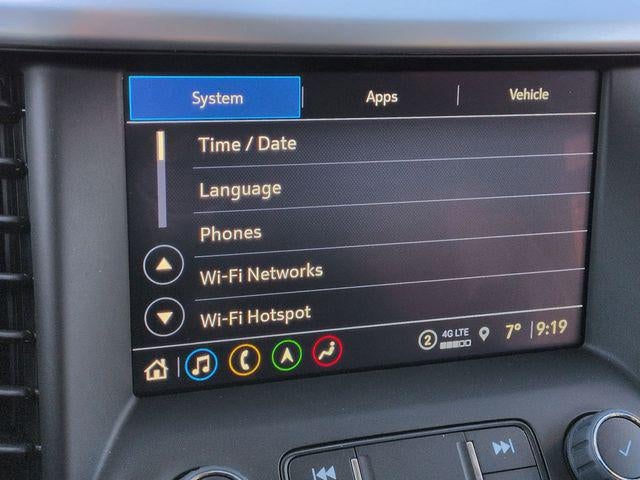 System Apps Vehicle
Time / Date
Language
Phones
Wi-Fi Networks
Wi-Fi Hotspot
2 4G LTE 7° 9:19